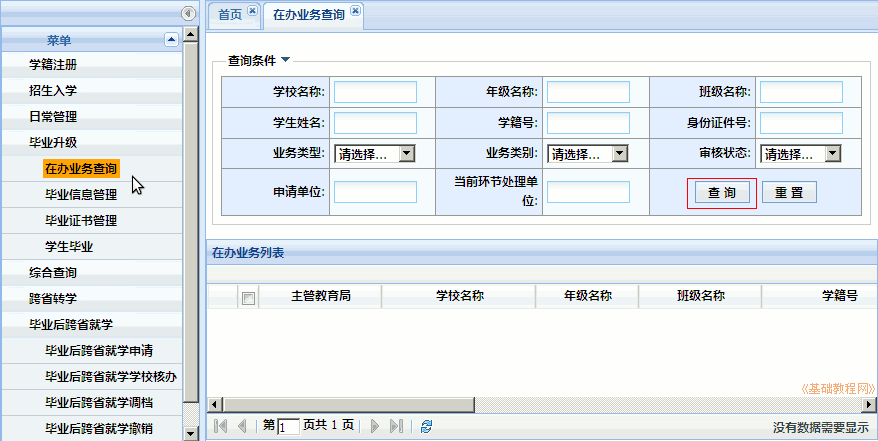 首页
在办业务查询
菜单
学籍注册
招生入学
日常管理
毕业升级
在办业务查询
毕业信息管理
毕业证书管理
学生毕业
综合查询
跨省转学
毕业后跨省就学
毕业后跨省就学申请
毕业后跨省就学学校核办
毕业后跨省就学调档
毕业后跨省就学撤销
查询条件
学校名称:
年级名称:
班级名称:
学生姓名:
学籍号:
身份证件号:
业务类型: 请选择...
业务类别: 请选择...
审核状态: 请选择...
申请单位:
当前环节处理单
位:
查 询
重 置
在办业务列表
主管教育局 学校名称 年级名称 班级名称 学籍号
《基础教程网》
第 1 页共 1 页
没有数据需要显示